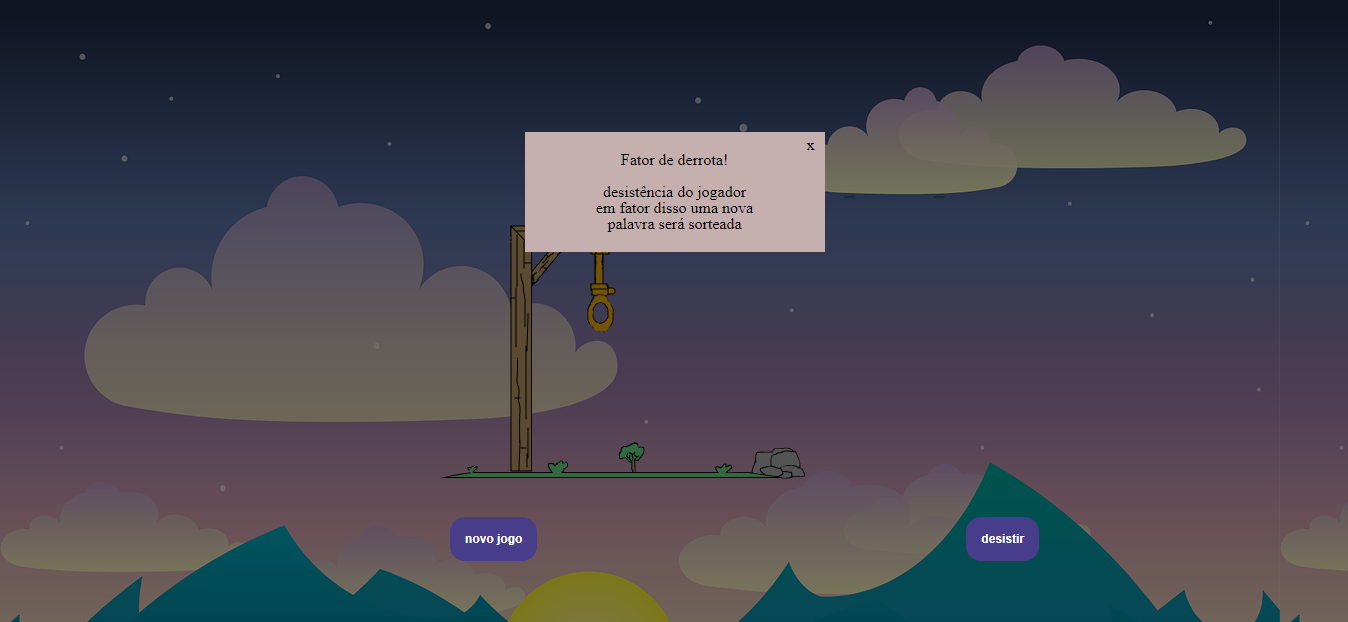 x
Fator de derrota!
desistência do jogador
em fator disso uma nova
palavra será sorteada
novo jogo
desistir